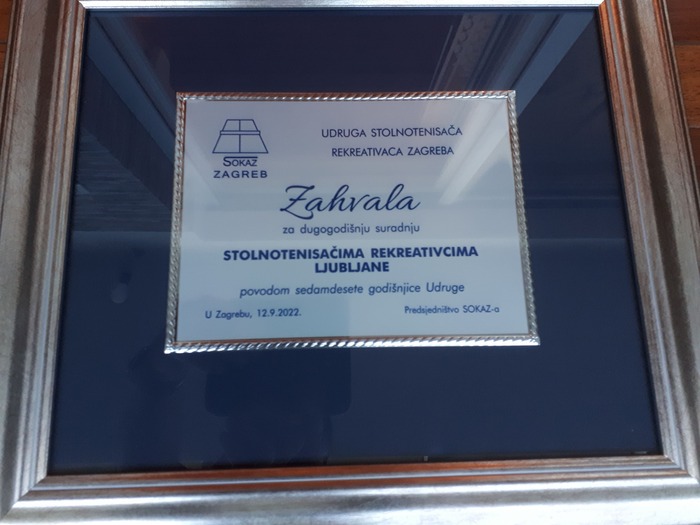 SOKAZ
ZAGREB
UDRUGA STOLNOTENISAČA
REKREATIVACA ZAGREBA
Zahvala
za dugogodišnju suradnju
STOLNOTENISAČIMA REKREATIVCIMA
LJUBLJANE
povodom sedamdesete godišnjice Udruge
U Zagrebu, 12.9.2022.
Predsjedništvo SOKAZ-a